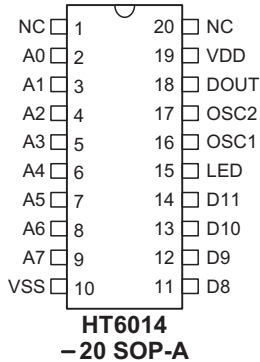 NC 1 20 NC
A0 2 19 VDD
A1 3 18 DOUT
A2 4 17 OSC2
A3 5 16 OSC1
A4 6 15 LED
A5 7 14 D11
A6 8 13 D10
A7 9 12 D9
VSS 10 11 D8
HT6014
–20 SOP-A